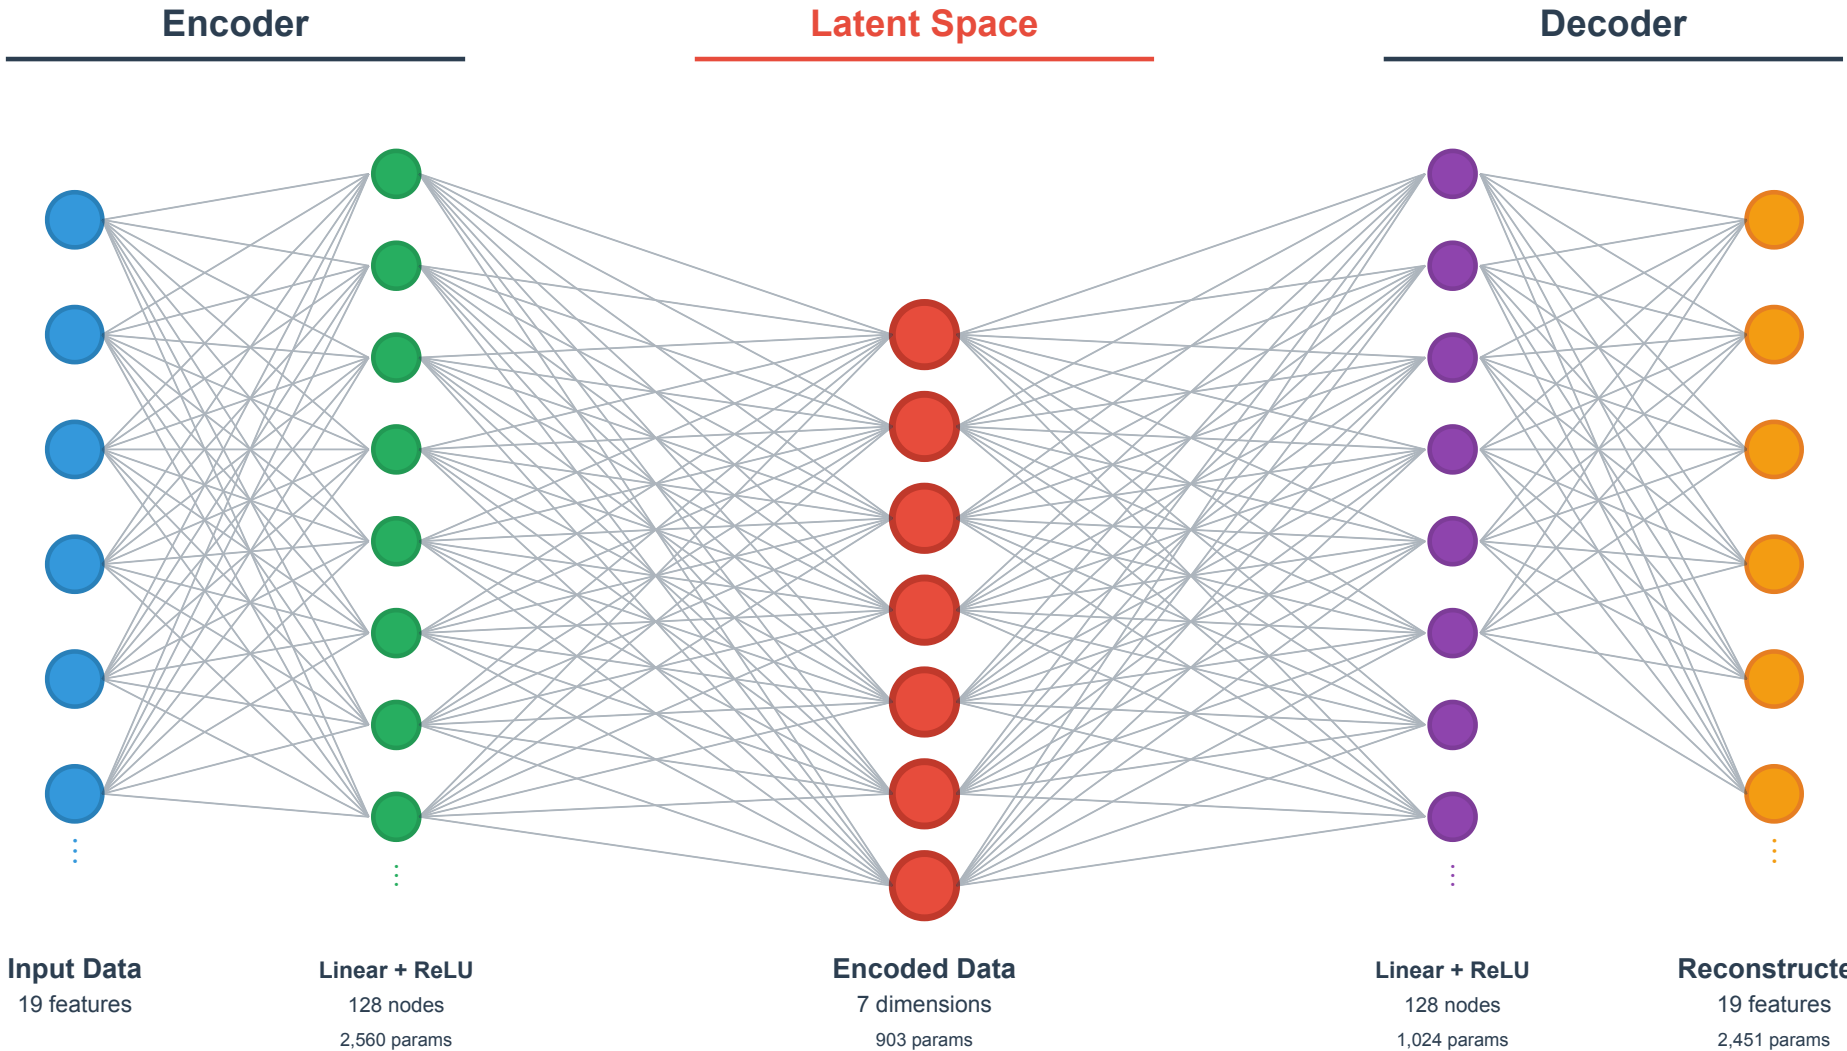 Encoder
Latent Space
Decoder
Input Data
19 features
Linear + ReLU
128 nodes
2,560 params
Encoded Data
7 dimensions
903 params
Linear + ReLU
128 nodes
1,024 params
Reconstructe
19 features
2,451 params